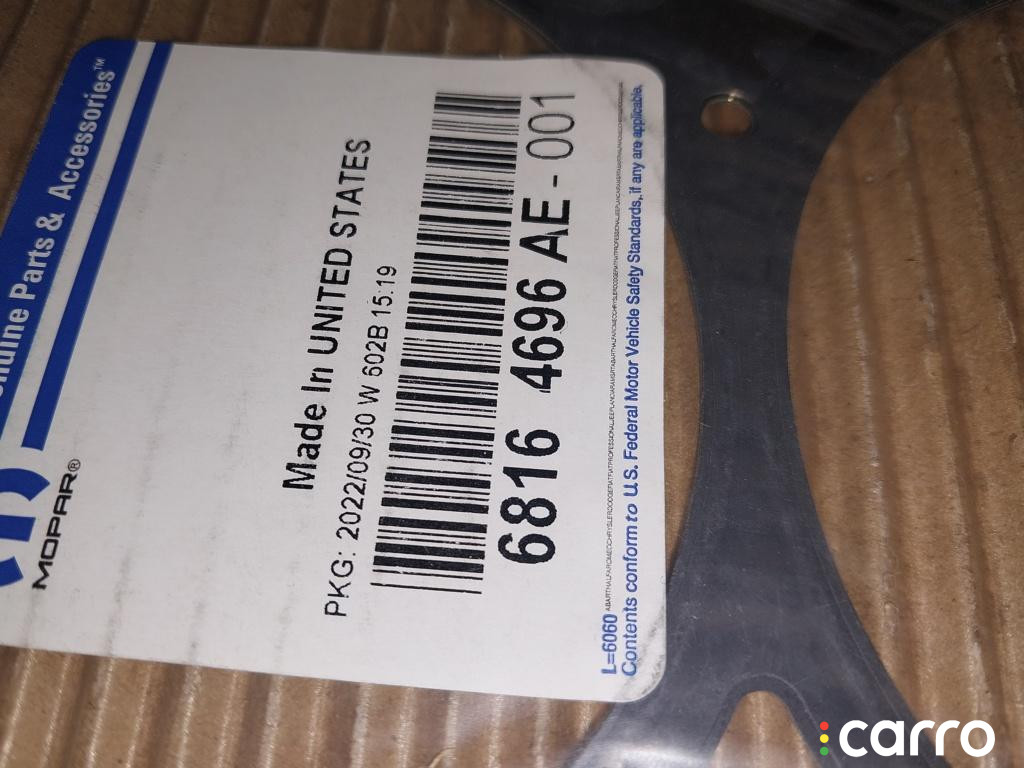 Genuine Parts & Accessories™
MOPAR®
Made In UNITED STATES
PKG: 2022/09/30 W 602B 15:19
6816 4696 AE - 001
L=6060
Contents conform to U.S. Federal Motor Vehicle Safety Standards, if any are applicable.
carro